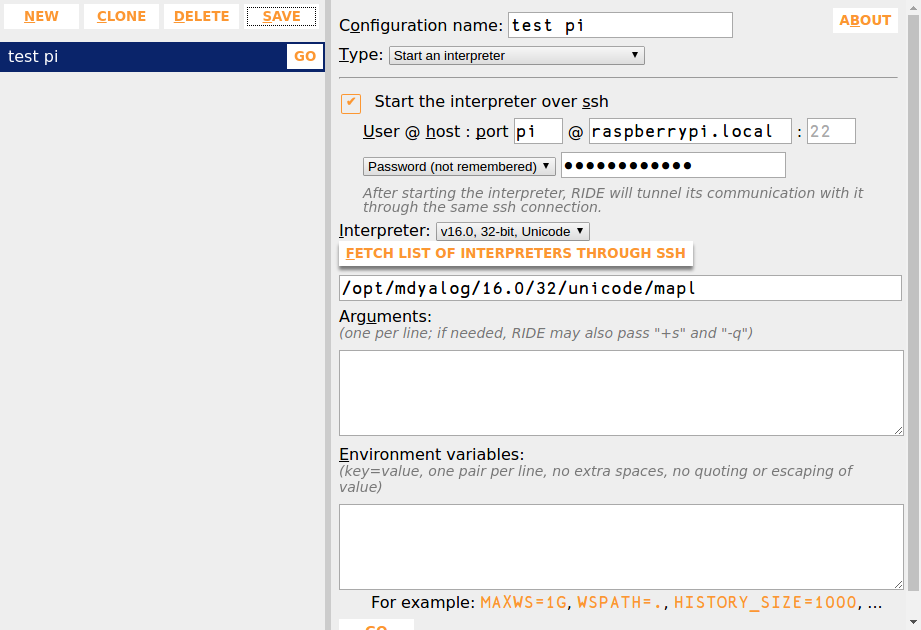 NEW CLONE DELETE SAVE
test pi GO
Configuration name: test pi ABOUT
Type: Start an interpreter
Start the interpreter over ssh
User @ host : port pi @ raspberrypi.local : 22
Password (not remembered)
After starting the interpreter, RIDE will tunnel its communication with it
through the same ssh connection.
Interpreter: v16.0, 32-bit, Unicode
FETCH LIST OF INTERPRETERS THROUGH SSH
/opt/mdyalog/16.0/32/unicode/mapl
Arguments:
(one per line; if needed, RIDE may also pass "+s" and "-q")
Environment variables:
(key=value, one pair per line, no extra spaces, no quoting or escaping of
value)
For example: MAXWS=1G, WSPATH=., HISTORY_SIZE=1000, ...
GO